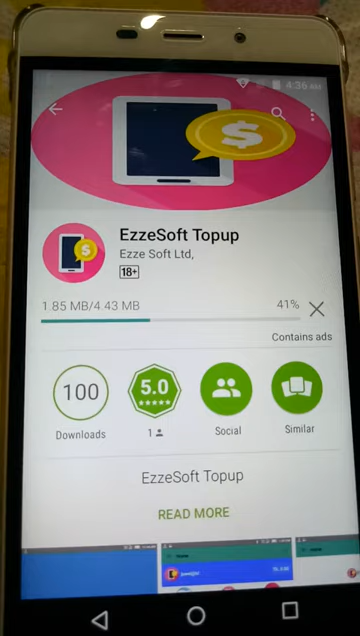 4:36 AM
$
EzzeSoft Topup
$
Ezze Soft Ltd,
18+
1.85 MB/4.43 MB
41%
Contains ads
100
5.0
Downloads
1
Social
Similar
EzzeSoft Topup
READ MORE